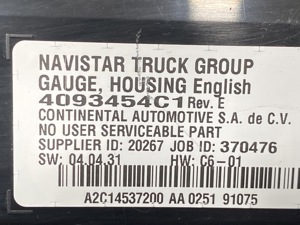 NAVISTAR TRUCK GROUP
GAUGE, HOUSING English
4093454C1 Rev. E
CONTINENTAL AUTOMOTIVE S.A. de C.V.
NO USER SERVICEABLE PARTS
SUPPLIER ID: 20267 JOB ID: 370476
SW: 04.04.31 HW: C6-01
A2C14537200 AA 0251 91075